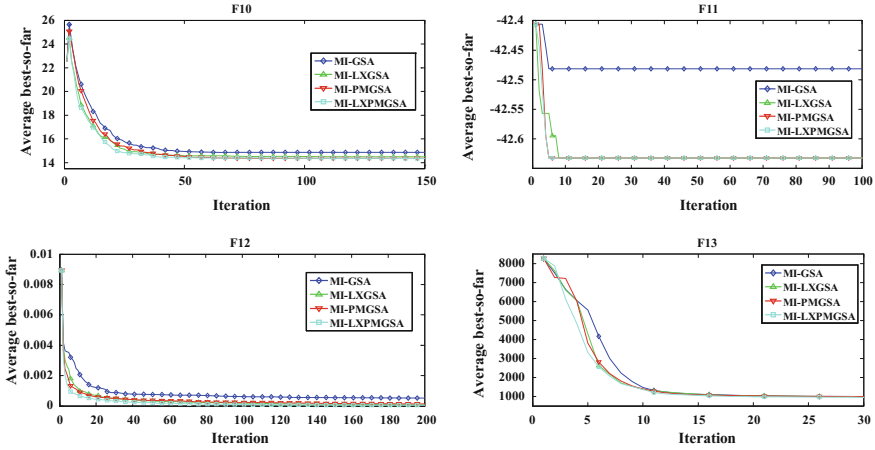 F10
26
24
22
20
18
16
14
Average best-so-far
MI-GSA
MI-LXGSA
MI-PMGSA
MI-LXPMGSA
0
50
100
150
Iteration
F11
-42.4
-42.45
-42.5
-42.55
-42.6
Average best-so-far
MI-GSA
MI-LXGSA
MI-PMGSA
MI-LXPMGSA
0
10
20
30
40
50
60
70
80
90
100
Iteration
F12
0.01
0.008
0.006
0.004
0.002
0
Average best-so-far
MI-GSA
MI-LXGSA
MI-PMGSA
MI-LXPMGSA
0
20
40
60
80
100
120
140
160
180
200
Iteration
F13
8000
7000
6000
5000
4000
3000
2000
1000
Average best-so-far
MI-GSA
MI-LXGSA
MI-PMGSA
MI-LXPMGSA
0
5
10
15
20
25
30
Iteration